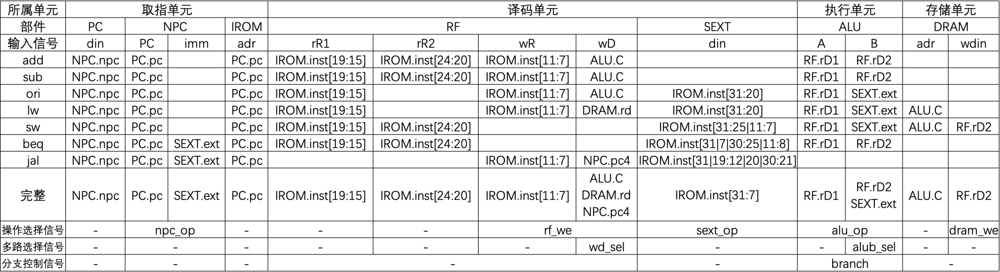 所属单元 取指单元 译码单元 执行单元 存储单元
部件 PC NPC IROM RF SEXT ALU DRAM
输入信号 din PC imm adr rR1 rR2 wR wD din A B adr wdin
add NPC.npc PC.pc PC.pc IROM.inst[19:15] IROM.inst[24:20] IROM.inst[11:7] ALU.C RF.rD1 RF.rD2
sub NPC.npc PC.pc PC.pc IROM.inst[19:15] IROM.inst[24:20] IROM.inst[11:7] ALU.C RF.rD1 RF.rD2
ori NPC.npc PC.pc PC.pc IROM.inst[19:15] IROM.inst[11:7] ALU.C IROM.inst[31:20] RF.rD1 SEXT.ext
lw NPC.npc PC.pc PC.pc IROM.inst[19:15] IROM.inst[11:7] DRAM.rd IROM.inst[31:20] RF.rD1 SEXT.ext ALU.C
sw NPC.npc PC.pc PC.pc IROM.inst[19:15] IROM.inst[24:20] IROM.inst[31:25|11:7] RF.rD1 SEXT.ext ALU.C RF.rD2
beq NPC.npc PC.pc SEXT.ext PC.pc IROM.inst[19:15] IROM.inst[24:20] IROM.inst[31|7|30:25|11:8] RF.rD1 RF.rD2
jal NPC.npc PC.pc SEXT.ext PC.pc IROM.inst[11:7] NPC.pc4 IROM.inst[31|19:12|20|30:21]
完整 NPC.npc PC.pc SEXT.ext PC.pc IROM.inst[19:15] IROM.inst[24:20] IROM.inst[11:7] ALU.C DRAM.rd NPC.pc4 IROM.inst[31:7] RF.rD1 RF.rD2 SEXT.ext ALU.C RF.rD2
操作选择信号 - npc_op - - - rf_we sext_op alu_op - dram_we
多路选择信号 - - - - - - wd_sel - - alub_sel - -
分支控制信号 - - - - - branch -